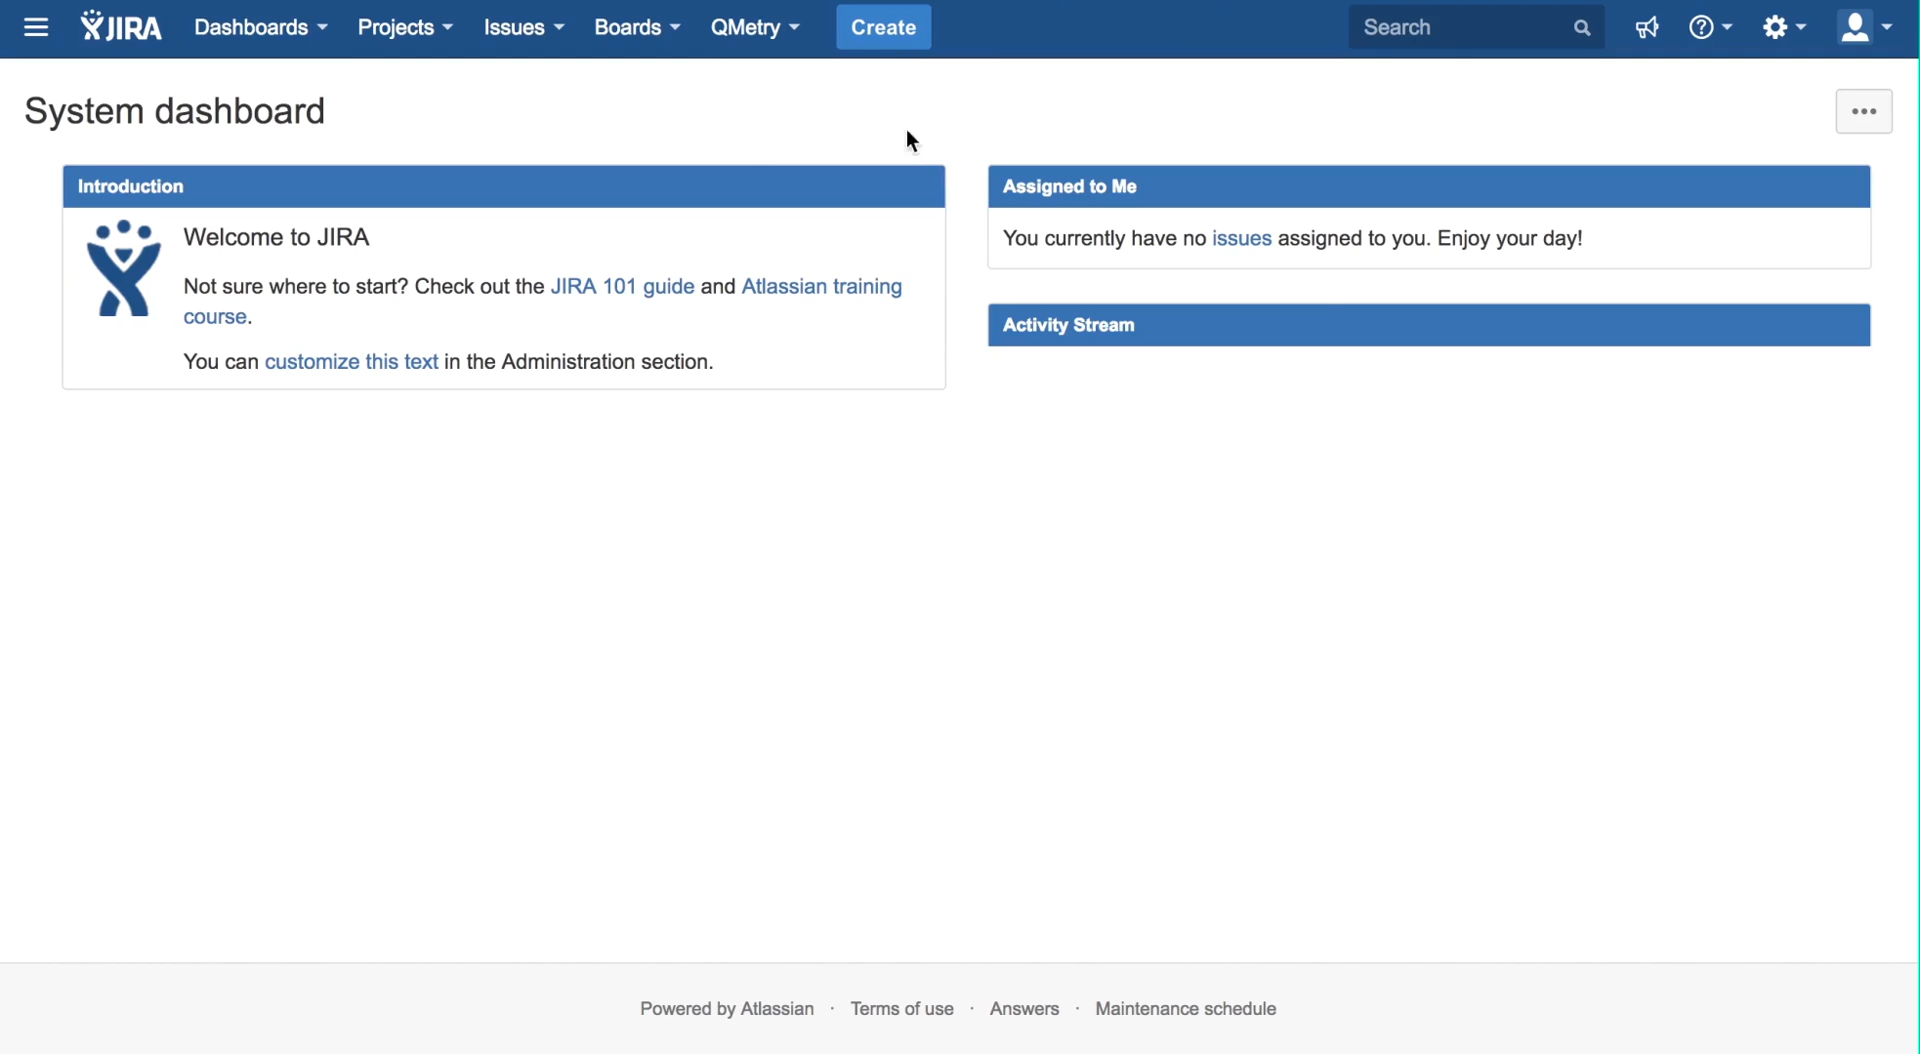 JIRA Dashboards Projects Issues Boards QMetry Create Search
System dashboard
Introduction
Welcome to JIRA
Not sure where to start? Check out the JIRA 101 guide and Atlassian training
course.
You can customize this text in the Administration section.
Assigned to Me
You currently have no issues assigned to you. Enjoy your day!
Activity Stream
Powered by Atlassian · Terms of use · Answers · Maintenance schedule